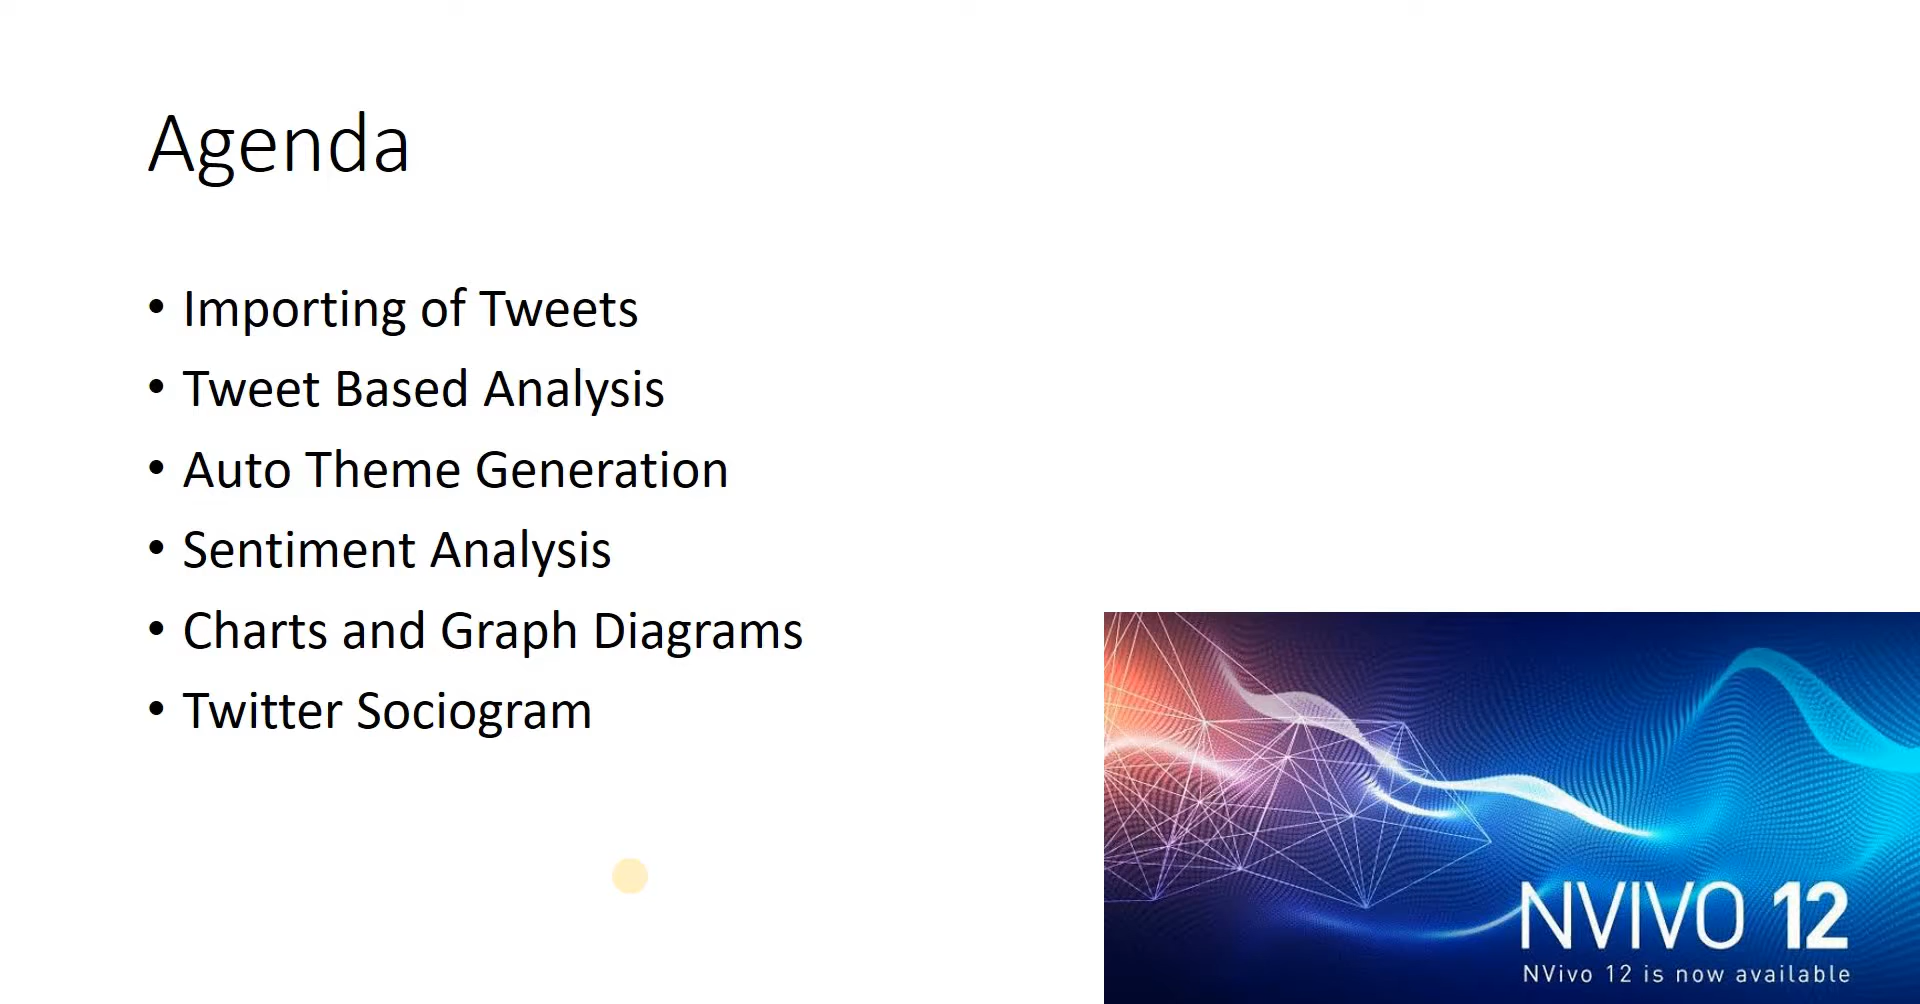 Agenda
• Importing of Tweets
• Tweet Based Analysis
• Auto Theme Generation
• Sentiment Analysis
• Charts and Graph Diagrams
• Twitter Sociogram
NVIVO 12
NVivo 12 is now available